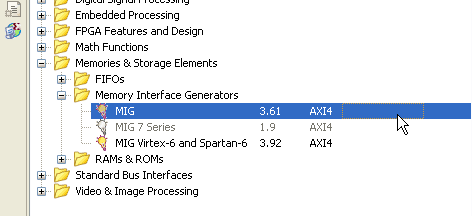 Digital Signal Processing
Embedded Processing
FPGA Features and Design
Math Functions
Memories & Storage Elements
FIFOs
Memory Interface Generators
MIG 3.61 AXI4
MIG 7 Series 1.9 AXI4
MIG Virtex-6 and Spartan-6 3.92 AXI4
RAMs & ROMs
Standard Bus Interfaces
Video & Image Processing